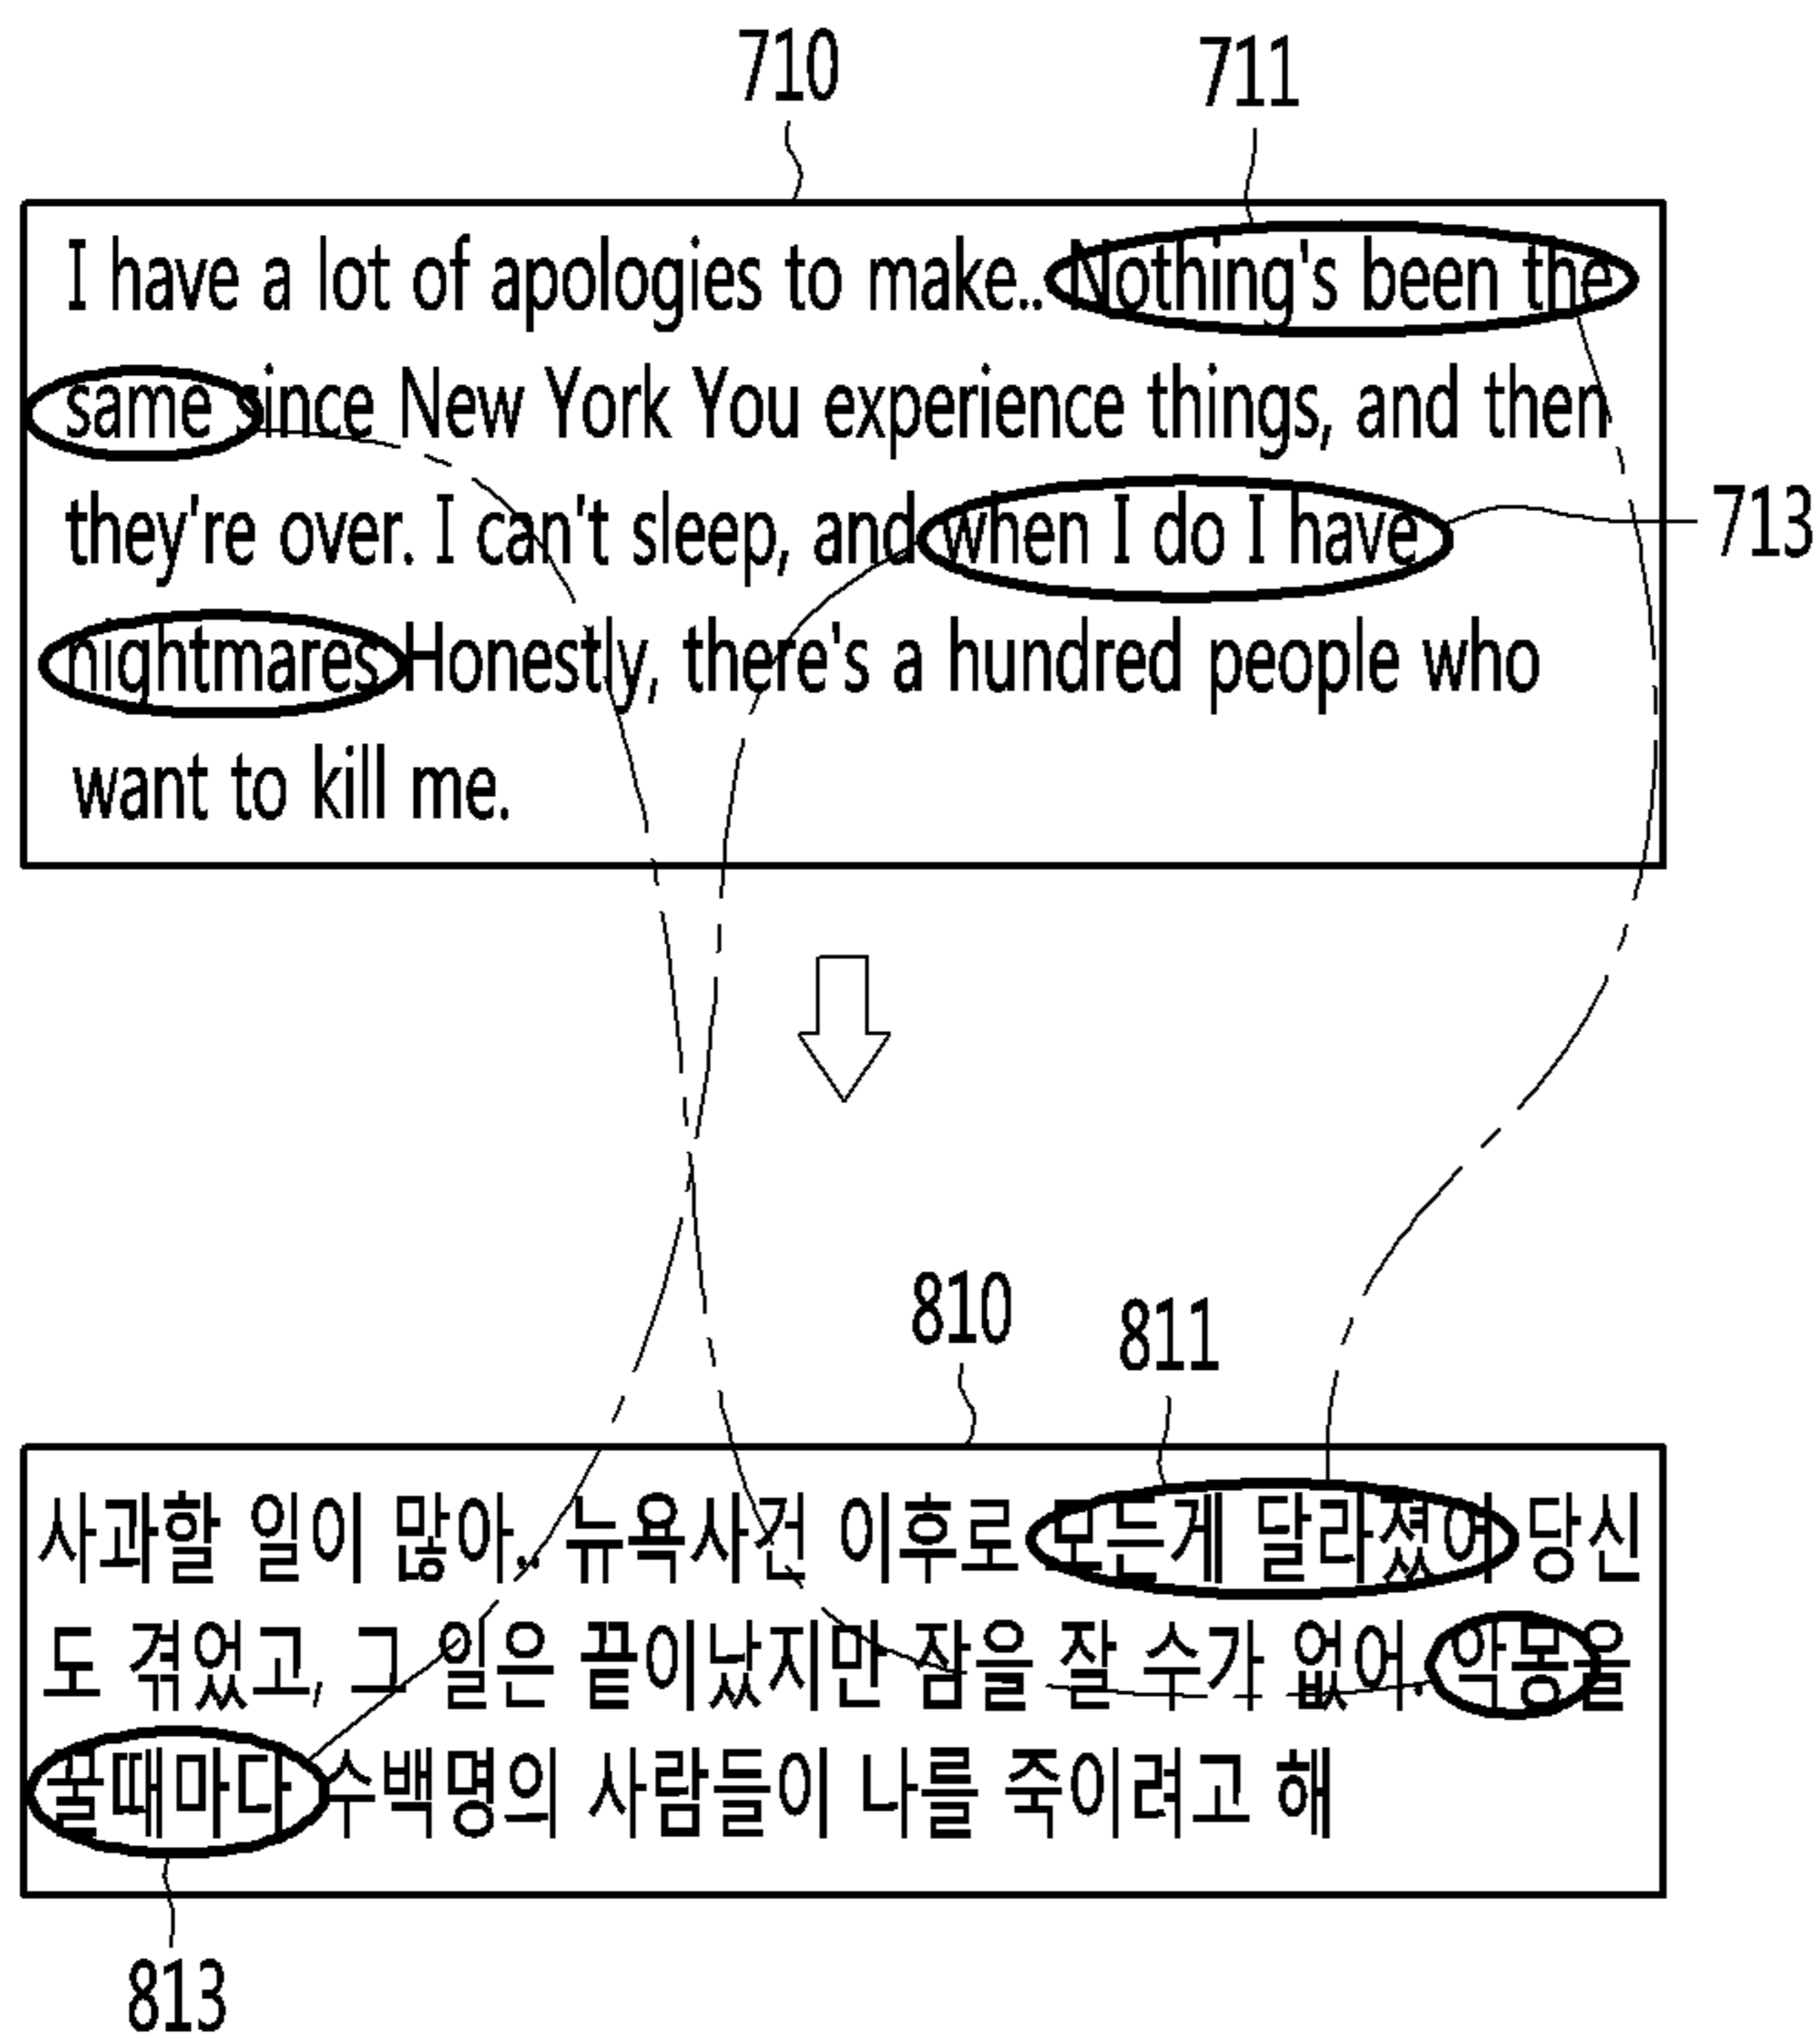 710
711
I have a lot of apologies to make.. Nothing's been the
same since New York You experience things, and then
they're over. I can't sleep, and when I do I have
713
nightmares Honestly, there's a hundred people who
want to kill me.
810
811
사과할 일이 많아.. 뉴욕사건 이후로 모든게 달라졌어 당신
도 겪었고, 그 일은 끝이났지만 잠을 잘 수가 없어. 악몽을
꿀때마다 수백명의 사람들이 나를 죽이려고 해
813